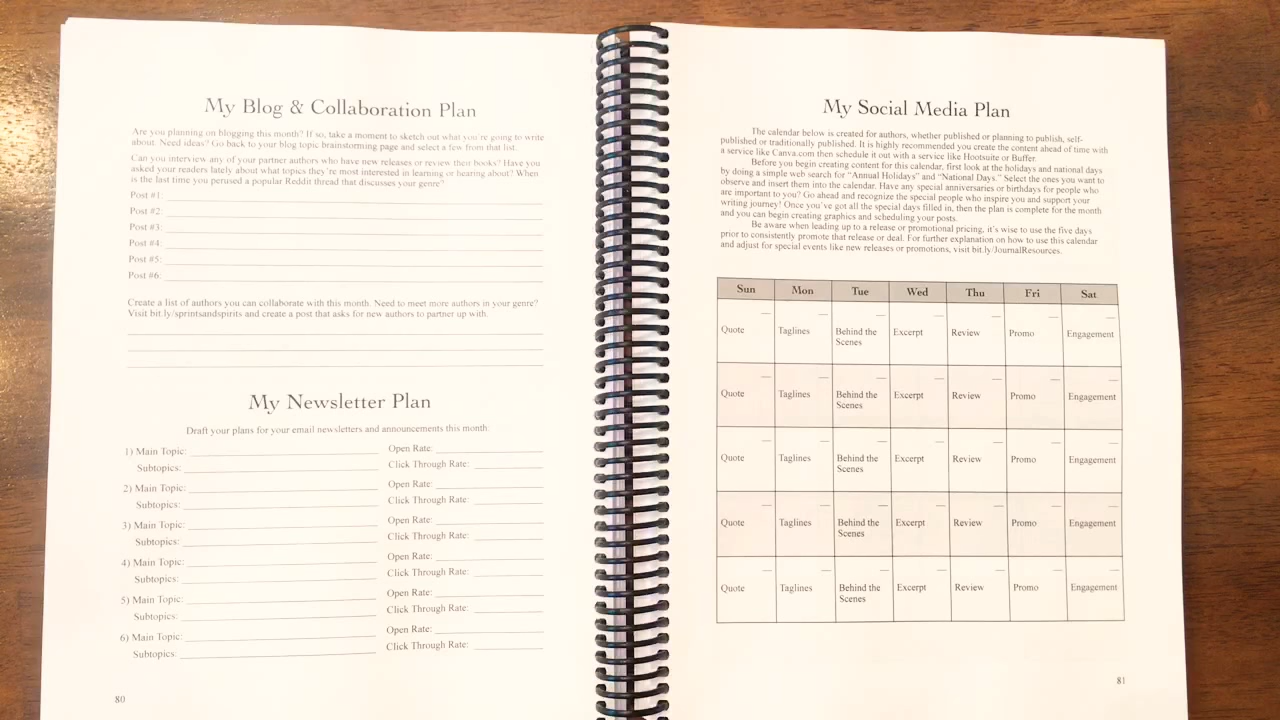 My Blog & Collaboration Plan
Are you planning on blogging this month? If so, take a moment to sketch out what you're going to write
about. Need ideas? Go back to your blog brainstorming page and select a few from that list.
Can you interview any of your partner authors who have new releases or review their books? Have you
asked your readers lately about what topics they're most interested in learning or hearing about? When
is the last time you perused a popular Reddit thread that discusses your genre?
Post #1:
Post #2:
Post #3:
Post #4:
Post #5:
Post #6:
Create a list of authors you can collaborate with this month. Need to meet more authors in your genre?
Visit bit.ly/sprintsandspirits and create a post that asks for new authors to partner up with.
My Newsletter Plan
Draft your plans for your email newsletters and announcements this month:
1) Main Topic: Open Rate:
Subtopics: Click Through Rate:
2) Main Topic: Open Rate:
Subtopics: Click Through Rate:
3) Main Topic: Open Rate:
Subtopics: Click Through Rate:
4) Main Topic: Open Rate:
Subtopics: Click Through Rate:
5) Main Topic: Open Rate:
Subtopics: Click Through Rate:
6) Main Topic: Open Rate:
Subtopics: Click Through Rate:
80
My Social Media Plan
The calendar below is created for authors, whether published or planning to publish, self-
published or traditionally published. It is highly recommended you create the content ahead of time with
a service like Canva.com then schedule it out with a service like Hootsuite or Buffer.
Before you begin creating content for this calendar, first look at the holidays and national days
by doing a simple web search for "Annual Holidays" and "National Days." Select the ones you want to
observe and insert them into the calendar. Have any special anniversaries or birthdays for people who
are important to you? Go ahead and recognize the special people who inspire you and support your
writing journey! Once you've got all the special days filled in, then the plan is complete for the month
and you can begin creating graphics and scheduling your posts.
Be aware when leading up to a release or promotional pricing, it's wise to use the five days
prior to consistently promote that release or deal. For further explanation on how to use this calendar
and adjust for special events like new releases or promotions, visit bit.ly/JournalResources.
Sun Mon Tue Wed Thu Fri Sat
Quote Taglines Behind the Excerpt Review Promo Engagement
Scenes
Quote Taglines Behind the Excerpt Review Promo Engagement
Scenes
Quote Taglines Behind the Excerpt Review Promo Engagement
Scenes
Quote Taglines Behind the Excerpt Review Promo Engagement
Scenes
Quote Taglines Behind the Excerpt Review Promo Engagement
Scenes
81